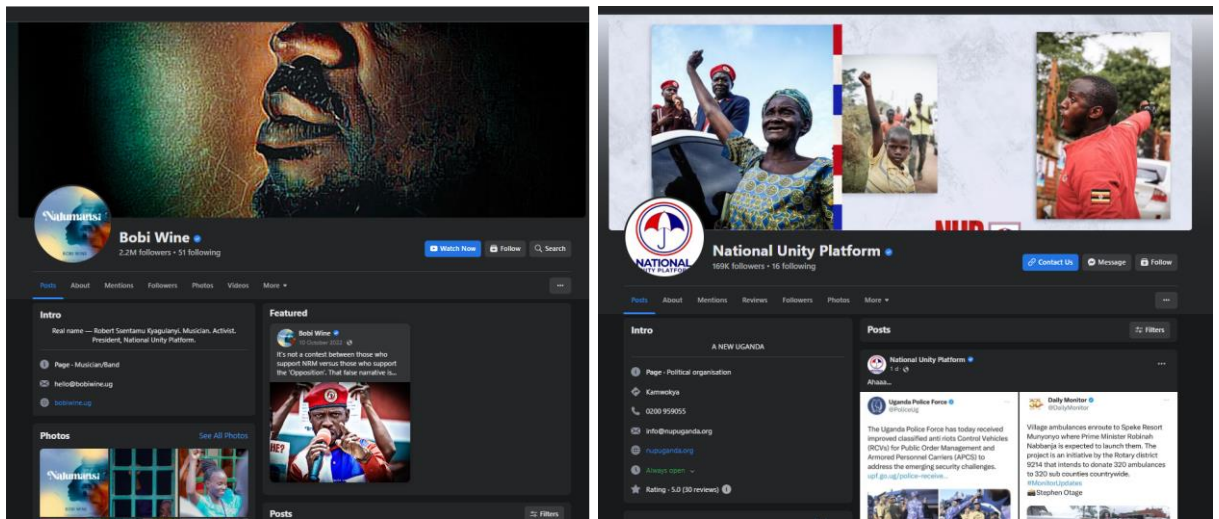 Nalumansi
BOBI WINE
Bobi Wine
2.2M followers • 51 following
Watch Now
Follow
Search
Posts
About
Mentions
Followers
Photos
Videos
More
Intro
Real name — Robert Ssentamu Kyagulanyi. Musician. Activist.
President, National Unity Platform.
Page · Musician/Band
hello@bobiwine.ug
bobiwine.ug
Photos
See All Photos
Nalumansi
BOBI WINE
Featured
Bobi Wine
It's not a contest between those who
support NRM versus those who support
the 'Opposition'. That false narrative is...
HE?
Posts
Filters
NUP
NATIONAL
UNITY PLATFORM
National Unity Platform
169K followers • 16 following
Contact Us
Message
Follow
Posts
About
Mentions
Reviews
Followers
Photos
More
Intro
A NEW UGANDA
Page · Political organisation
Kamwokya
0200 959055
info@nupuganda.org
nupuganda.org
Always open
Rating · 5.0 (30 reviews)
Posts
Filters
National Unity Platform
1 d
Ahaaa...
Uganda Police Force
@PoliceUg
The Uganda Police Force has today received
improved classified anti riots Control Vehicles
(RCVs) for Public Order Management and
Armored Personnel Carriers (APCS) to
address the emerging security challenges.
upf.go.ug/police-receive...
Daily Monitor
@DailyMonitor
Village ambulances enroute to Speke Resort
Munyonyo where Prime Minister Robinah
Nabbanja is expected to launch them. The
project is an initiative by the Rotary district
9214 that intends to donate 320 ambulances
to 320 sub counties countrywide.
#MonitorUpdates
Stephen Otage